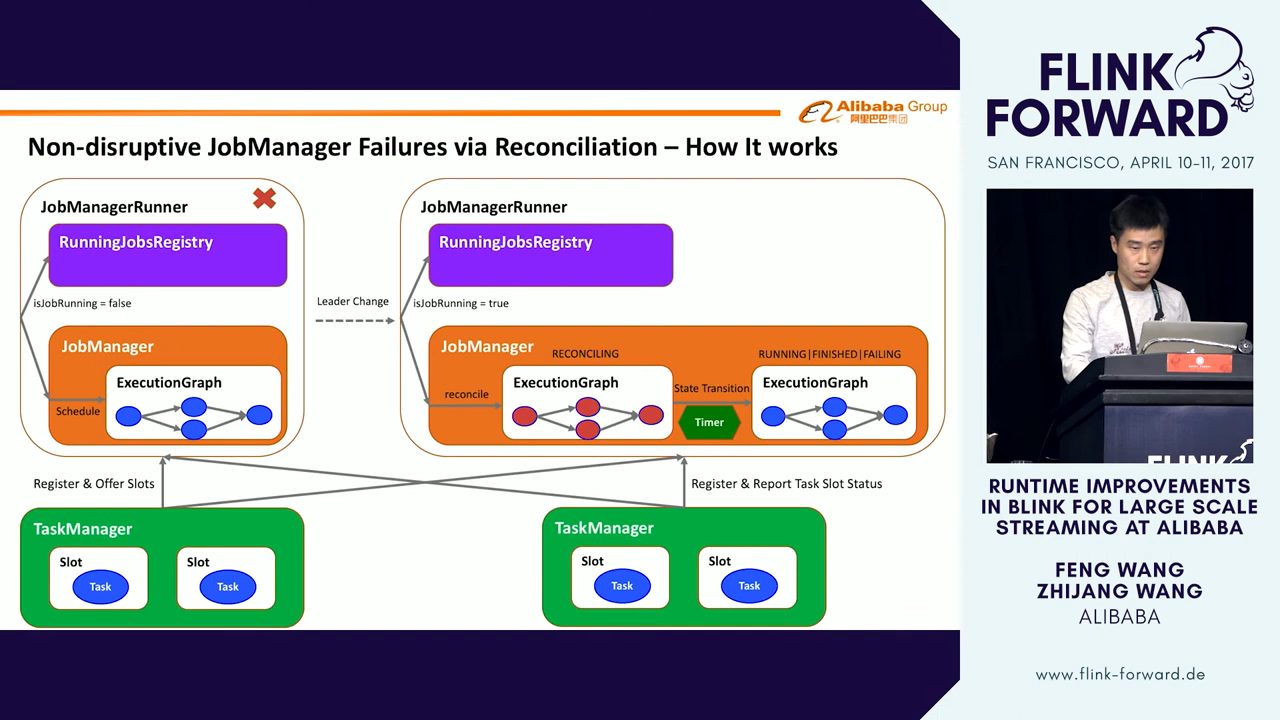 Alibaba Group
阿里巴巴集团
Non-disruptive JobManager Failures via Reconciliation – How It works
JobManagerRunner
RunningJobsRegistry
isJobRunning = false
JobManager
ExecutionGraph
Schedule
Leader Change
JobManagerRunner
RunningJobsRegistry
isJobRunning = true
JobManager
RECONCILING
RUNNING|FINISHED|FAILING
reconcile
ExecutionGraph
State Transition
Timer
ExecutionGraph
Register & Offer Slots
Register & Report Task Slot Status
TaskManager
Slot
Task
Slot
Task
TaskManager
Slot
Task
Slot
Task
FLINK
FORWARD
SAN FRANCISCO, APRIL 10-11, 2017
FLINK
RUNTIME IMPROVEMENTS
IN BLINK FOR LARGE SCALE
STREAMING AT ALIBABA
FENG WANG
ZHIJANG WANG
ALIBABA
www.flink-forward.de